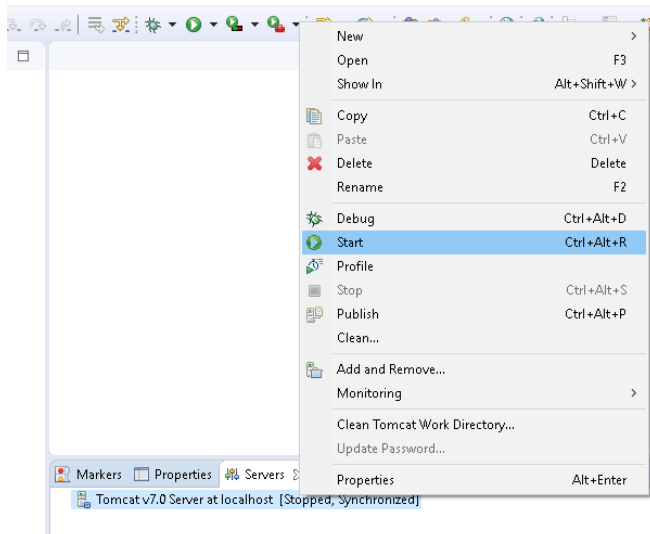 New
Open F3
Show In Alt+Shift+W
Copy Ctrl+C
Paste Ctrl+V
Delete Delete
Rename F2
Debug Ctrl+Alt+D
Start Ctrl+Alt+R
Profile
Stop Ctrl+Alt+S
Publish Ctrl+Alt+P
Clean...
Add and Remove...
Monitoring
Clean Tomcat Work Directory...
Update Password...
Properties Alt+Enter
Markers Properties Servers
Tomcat v7.0 Server at localhost [Stopped, Synchronized]